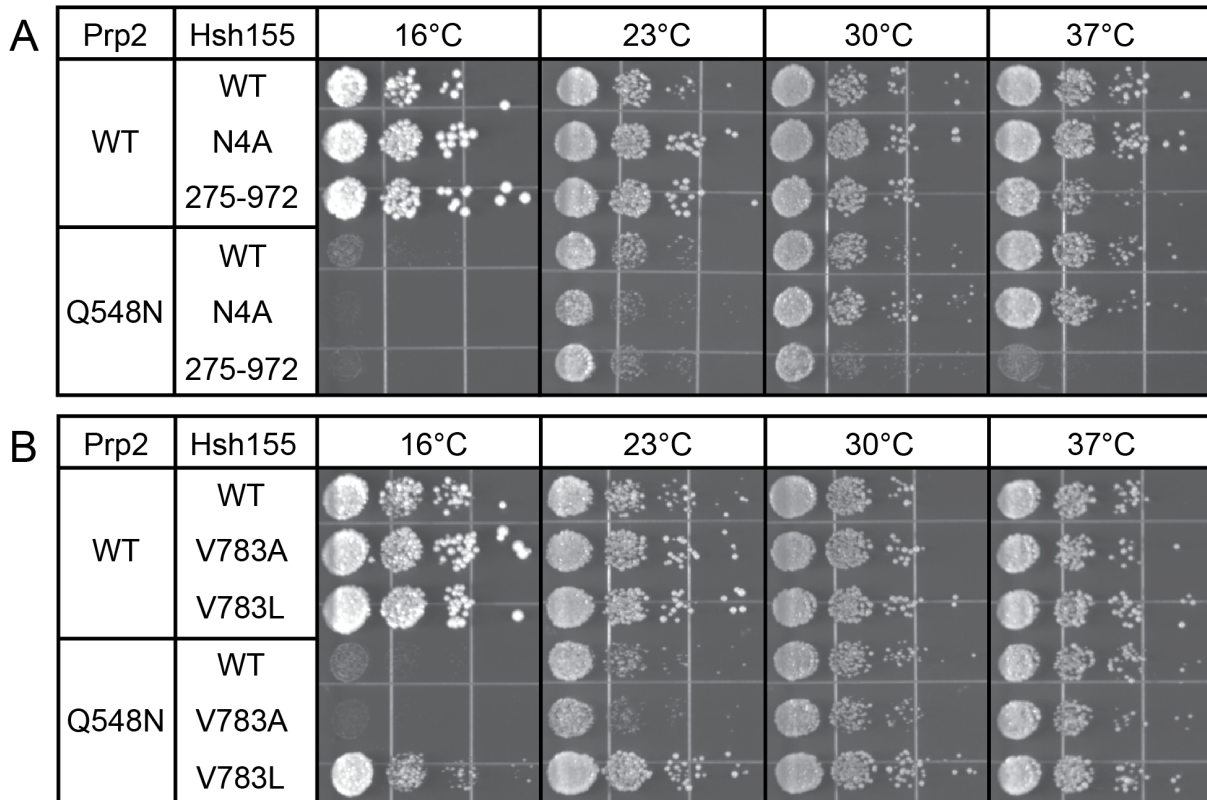 A
Prp2 Hsh155 16°C 23°C 30°C 37°C
WT
WT
N4A
275-972
Q548N
WT
N4A
275-972
B
Prp2 Hsh155 16°C 23°C 30°C 37°C
WT
WT
V783A
V783L
Q548N
WT
V783A
V783L